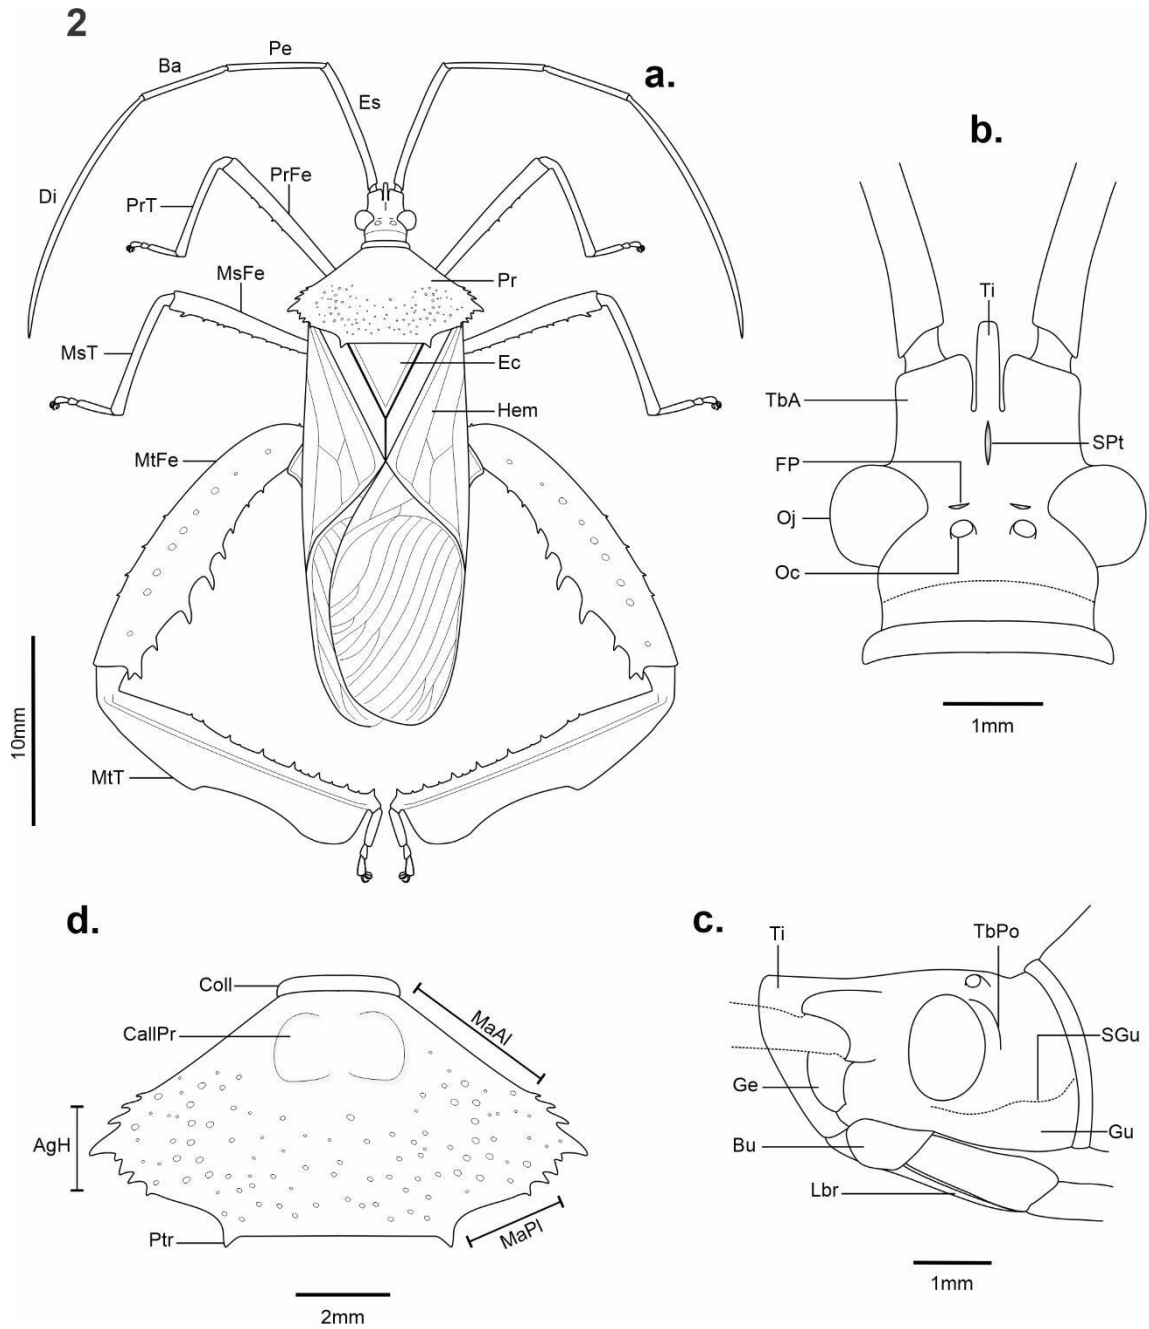 2
a.
Pe
Ba
Es
Di
PrFe
PrT
MsFe
Pr
MsT
Ec
Hem
MtFe
MtT
10mm
b.
Ti
TbA
SPt
FP
Oj
Oc
1mm
d.
Coll
CallPr
MaAl
AgH
Ptr
MaPl
2mm
c.
Ti
TbPo
SGu
Ge
Gu
Bu
Lbr
1mm